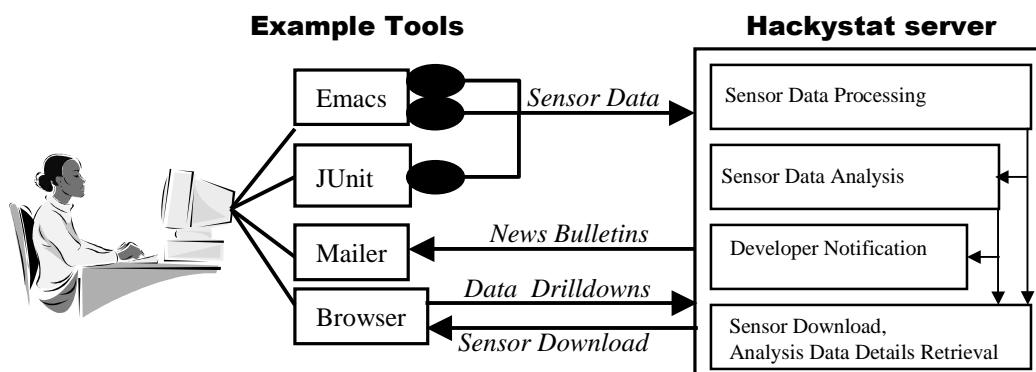 Example Tools
Hackystat server
Emacs
Sensor Data
Sensor Data Processing
JUnit
Sensor Data Analysis
Mailer
News Bulletins
Developer Notification
Browser
Data Drilldowns
Sensor Download
Sensor Download,
Analysis Data Details Retrieval